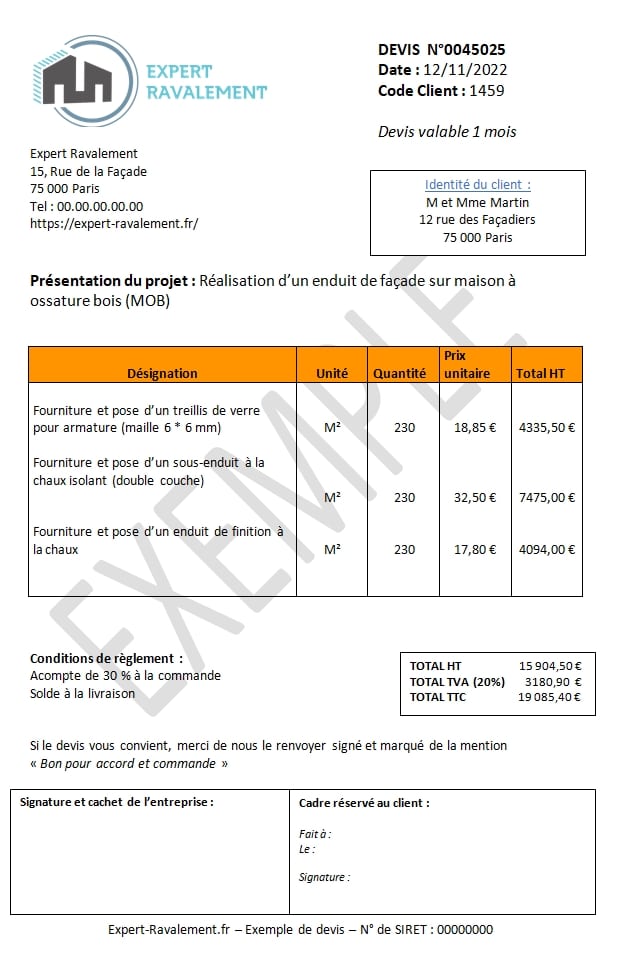 EXPERT
RAVALEMENT
DEVIS N°0045025
Date : 12/11/2022
Code Client : 1459
Devis valable 1 mois
Expert Ravalement
15, Rue de la Façade
75 000 Paris
Tel : 00.00.00.00.00
https://expert-ravalement.fr/
Identité du client :
M et Mme Martin
12 rue des Façadiers
75 000 Paris
Présentation du projet : Réalisation d’un enduit de façade sur maison à
ossature bois (MOB)
Désignation Unité Quantité Prix unitaire Total HT
Fourniture et pose d’un treillis de verre
pour armature (maille 6 * 6 mm) M² 230 18,85 € 4335,50 €
Fourniture et pose d’un sous-enduit à la
chaux isolant (double couche)
M² 230 32,50 € 7475,00 €
Fourniture et pose d’un enduit de finition à
la chaux M² 230 17,80 € 4094,00 €
EXEMPLE
Conditions de règlement :
Acompte de 30 % à la commande
Solde à la livraison
TOTAL HT 15 904,50 €
TOTAL TVA (20%) 3180,90 €
TOTAL TTC 19 085,40 €
Si le devis vous convient, merci de nous le renvoyer signé et marqué de la mention
« Bon pour accord et commande »
Signature et cachet de l’entreprise :
Cadre réservé au client :
Fait à :
Le :
Signature :
Expert-Ravalement.fr – Exemple de devis – N° de SIRET : 00000000